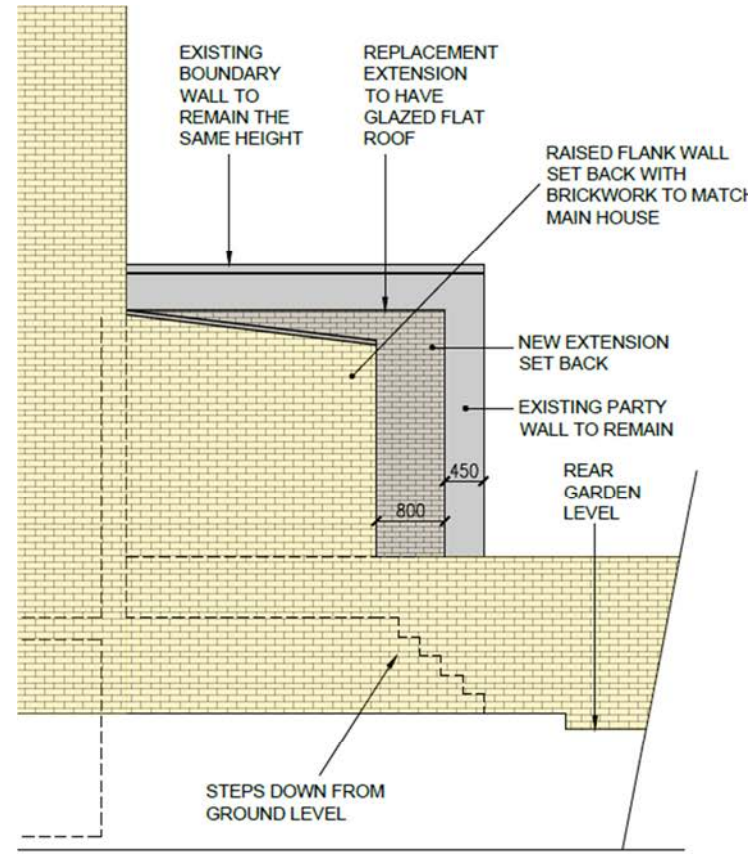 EXISTING
BOUNDARY
WALL TO
REMAIN THE
SAME HEIGHT
REPLACEMENT
EXTENSION
TO HAVE
GLAZED FLAT
ROOF
RAISED FLANK WALL
SET BACK WITH
BRICKWORK TO MATCH
MAIN HOUSE
NEW EXTENSION
SET BACK
EXISTING PARTY
WALL TO REMAIN
REAR
GARDEN
LEVEL
450
800
STEPS DOWN FROM
GROUND LEVEL